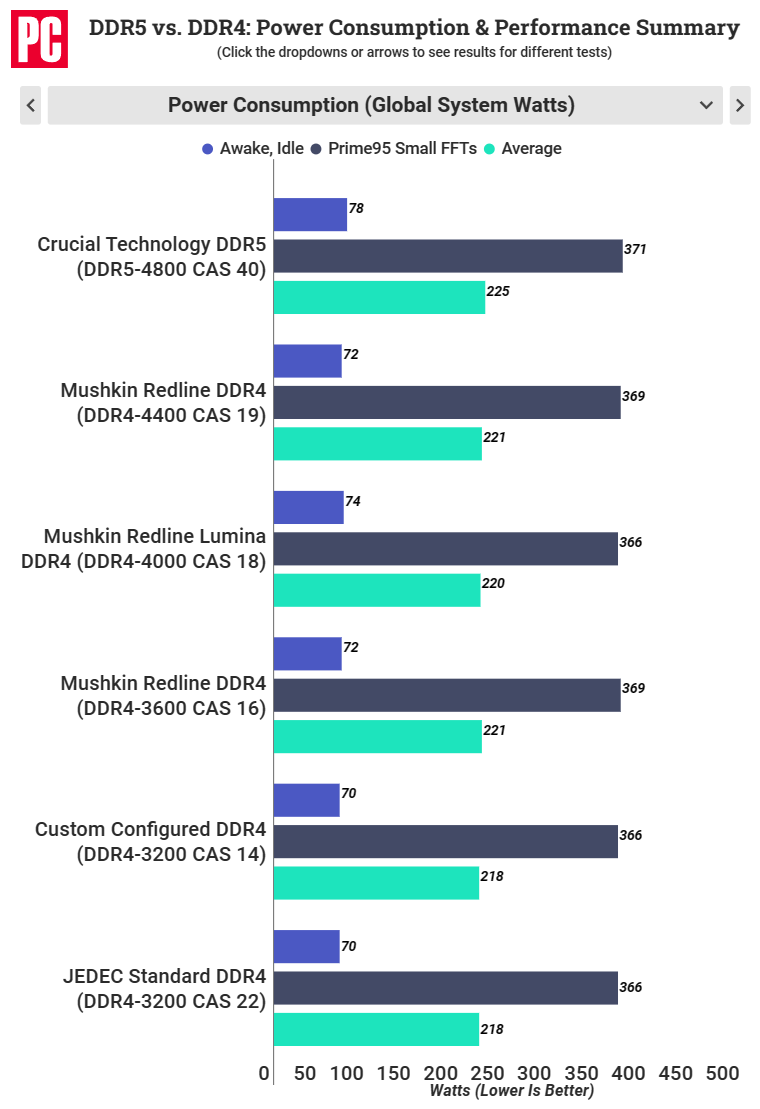 PC
DDR5 vs. DDR4: Power Consumption & Performance Summary
(Click the dropdowns or arrows to see results for different tests)
Power Consumption (Global System Watts)
Awake, Idle Prime95 Small FFTs Average
78
Crucial Technology DDR5
(DDR5-4800 CAS 40)
371
225
72
Mushkin Redline DDR4
(DDR4-4400 CAS 19)
369
221
74
Mushkin Redline Lumina
DDR4 (DDR4-4000 CAS 18)
366
220
72
Mushkin Redline DDR4
(DDR4-3600 CAS 16)
369
221
70
Custom Configured DDR4
(DDR4-3200 CAS 14)
366
218
70
JEDEC Standard DDR4
(DDR4-3200 CAS 22)
366
218
0 50 100 150 200 250 300 350 400 450 500
Watts (Lower Is Better)